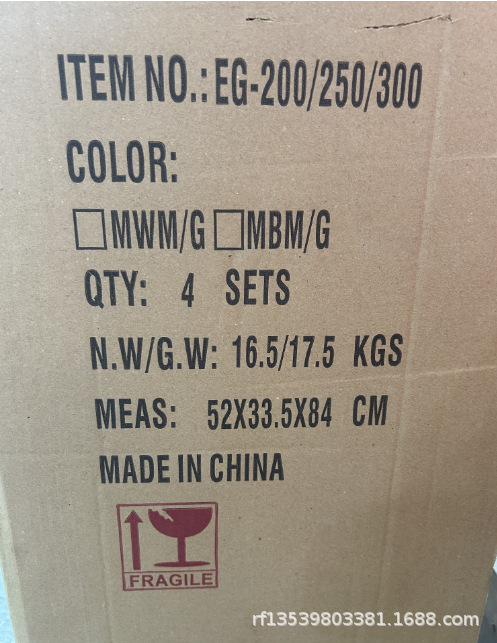 ITEM NO.: EG-200/250/300
COLOR:
MWM/G MBM/G
QTY: 4 SETS
N.W/G.W: 16.5/17.5 KGS
MEAS: 52X33.5X84 CM
MADE IN CHINA
FRAGILE
rf13539803381.1688.com